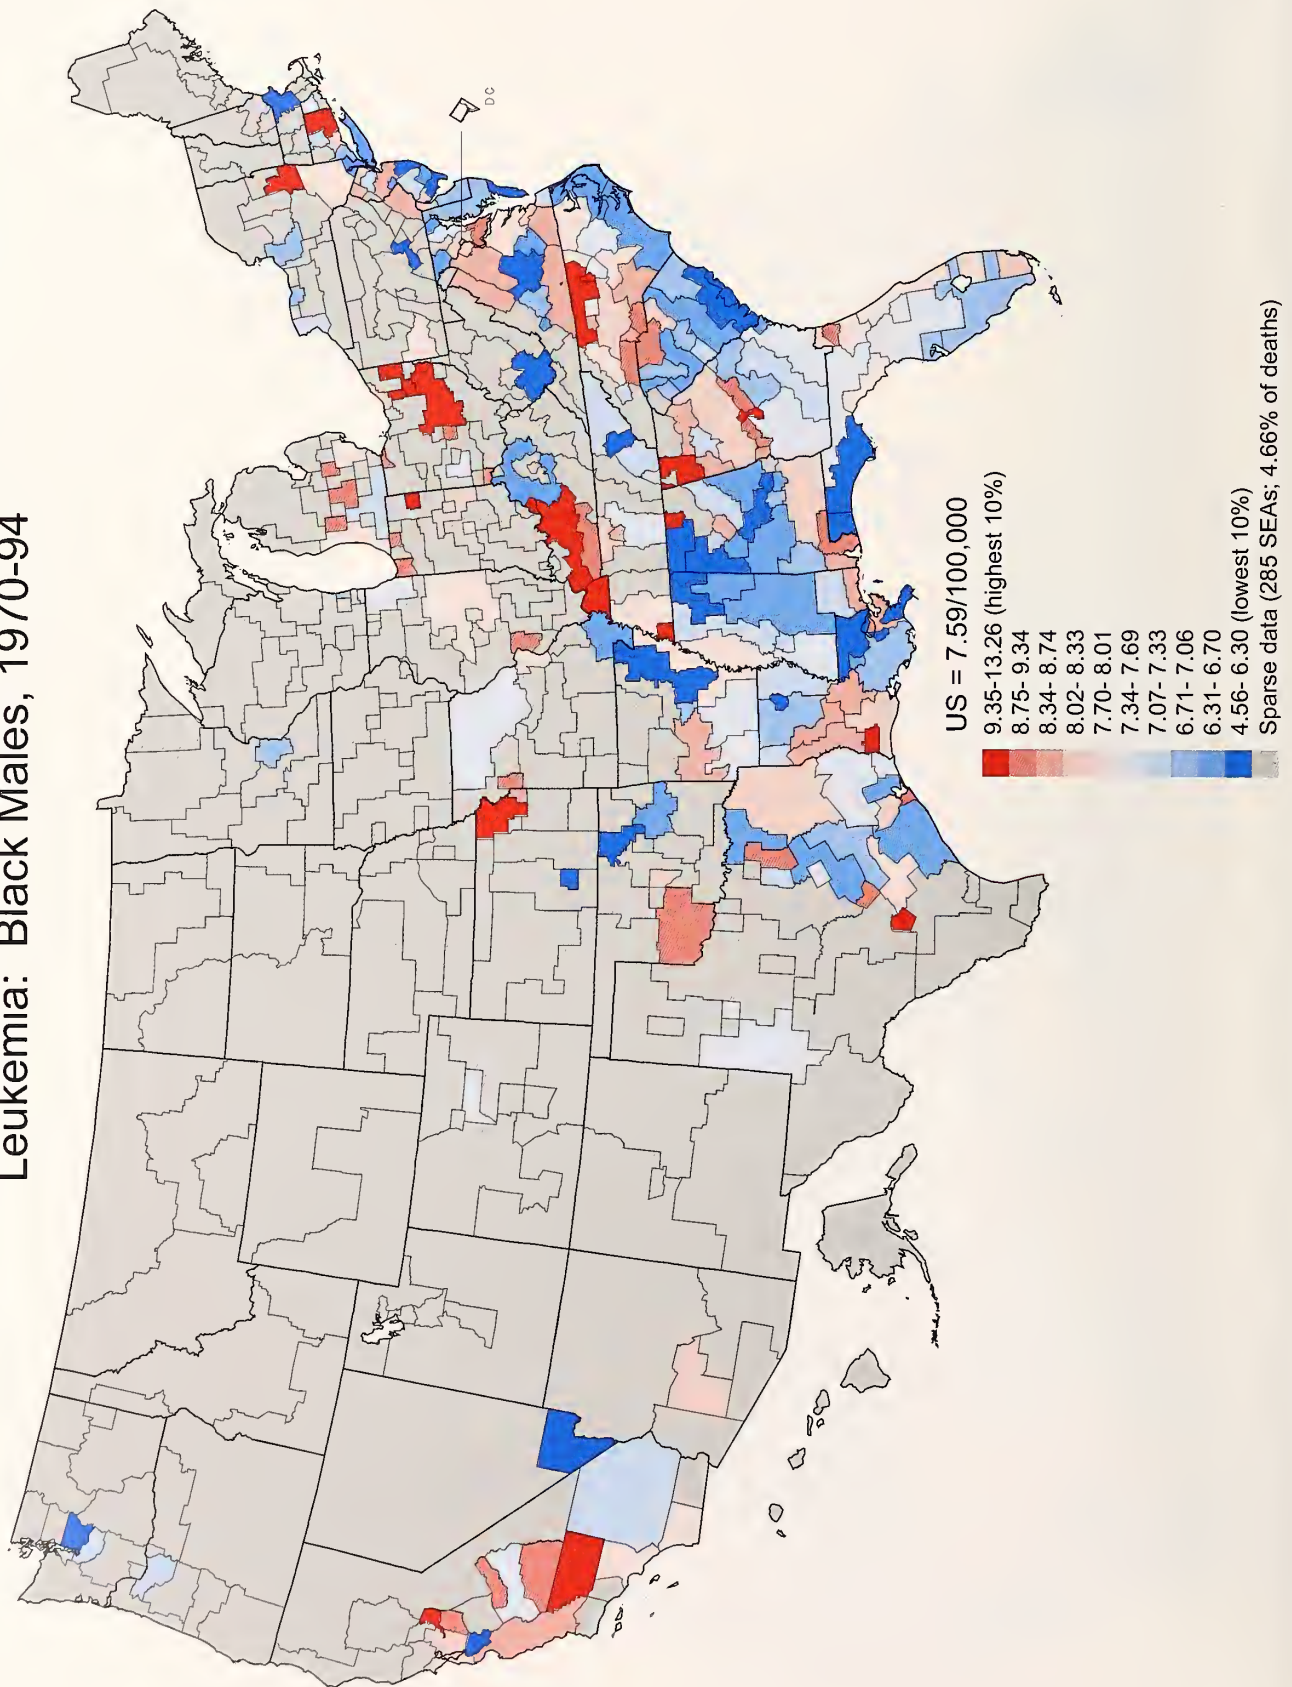 Leukemia: Black Males, 1970-94
DC
US = 7.59/100,000
9.35-13.26 (highest 10%)
8.75- 9.34
8.34- 8.74
8.02- 8.33
7.70- 8.01
7.34- 7.69
7.07- 7.33
6.71- 7.06
6.31- 6.70
4.56- 6.30 (lowest 10%)
Sparse data (285 SEAs; 4.66% of deaths)